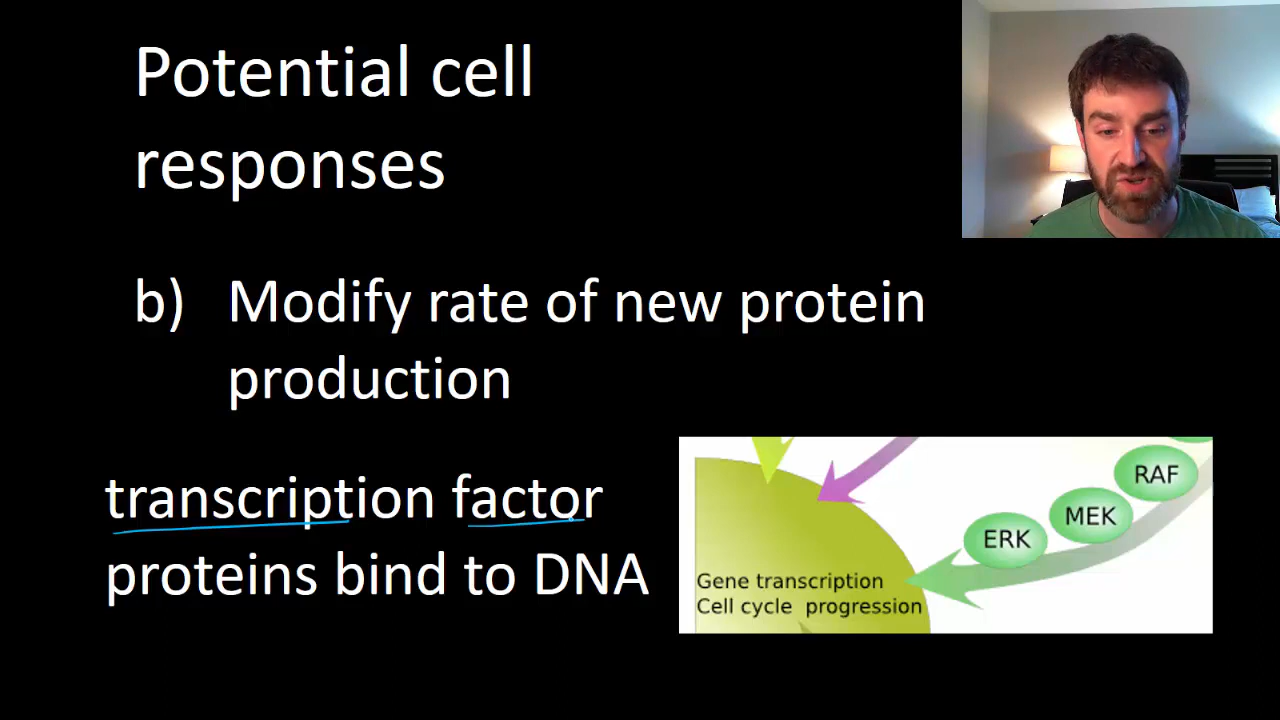 Potential cell
responses
b) Modify rate of new protein
production
transcription factor
proteins bind to DNA
RAF
MEK
ERK
Gene transcription
Cell cycle progression